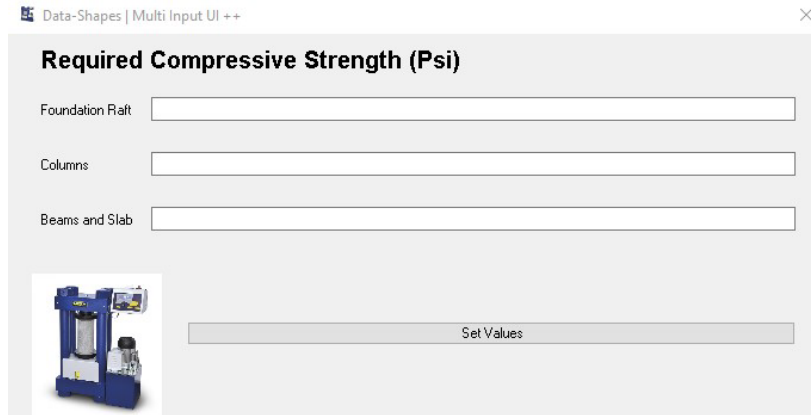 Data-Shapes | Multi Input UI ++
Required Compressive Strength (Psi)
Foundation Raft
Columns
Beams and Slab
Set Values